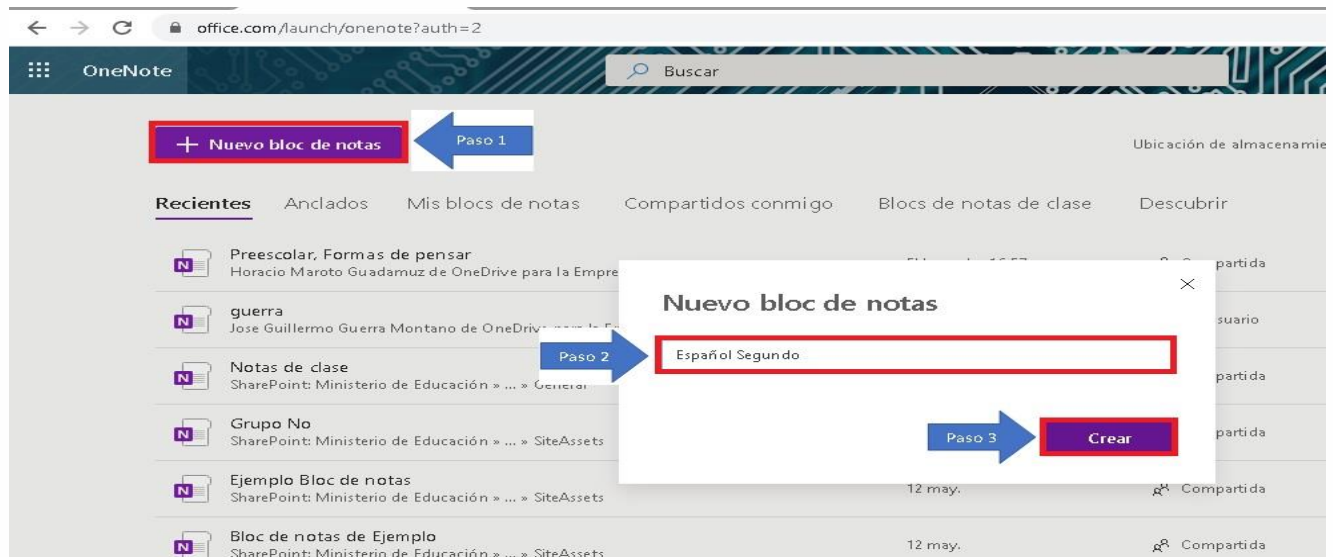 office.com/launch/onenote?auth=2
OneNote
Buscar
+ Nuevo bloc de notas
Paso 1
Ubicación de almacenamie
Recientes Anclados Mis blocs de notas Compartidos conmigo Blocs de notas de clase Descubrir
Preescolar, Formas de pensar
Horacio Maroto Guadamuz de OneDrive para la Empre
partida
Nuevo bloc de notas
guerra
Jose Guillermo Guerra Montano de OneDrive
suario
Paso 2
Español Segundo
Notas de clase
SharePoint: Ministerio de Educación » ... » General
partida
Grupo No
SharePoint: Ministerio de Educación » ... » SiteAssets
Paso 3
Crear
partida
Ejemplo Bloc de notas
SharePoint: Ministerio de Educación » ... » SiteAssets
12 may.
Compartida
Bloc de notas de Ejemplo
SharePoint: Ministerio de Educación » ... » SiteAssets
12 may.
Compartida